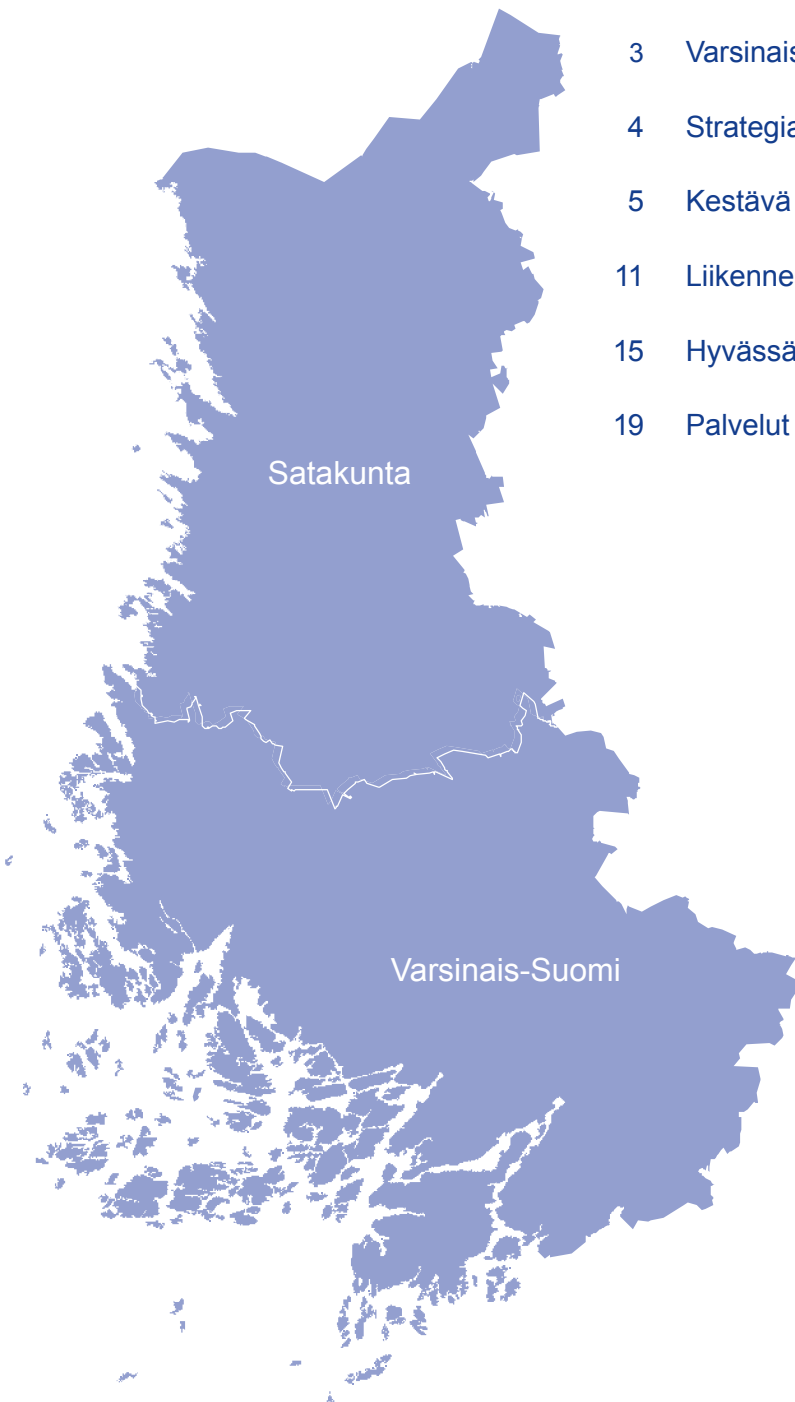 3 Varsinais
4 Strategia
5 Kestävä
11 Liikenne
15 Hyvässä
19 Palvelut
Satakunta
Varsinais-Suomi